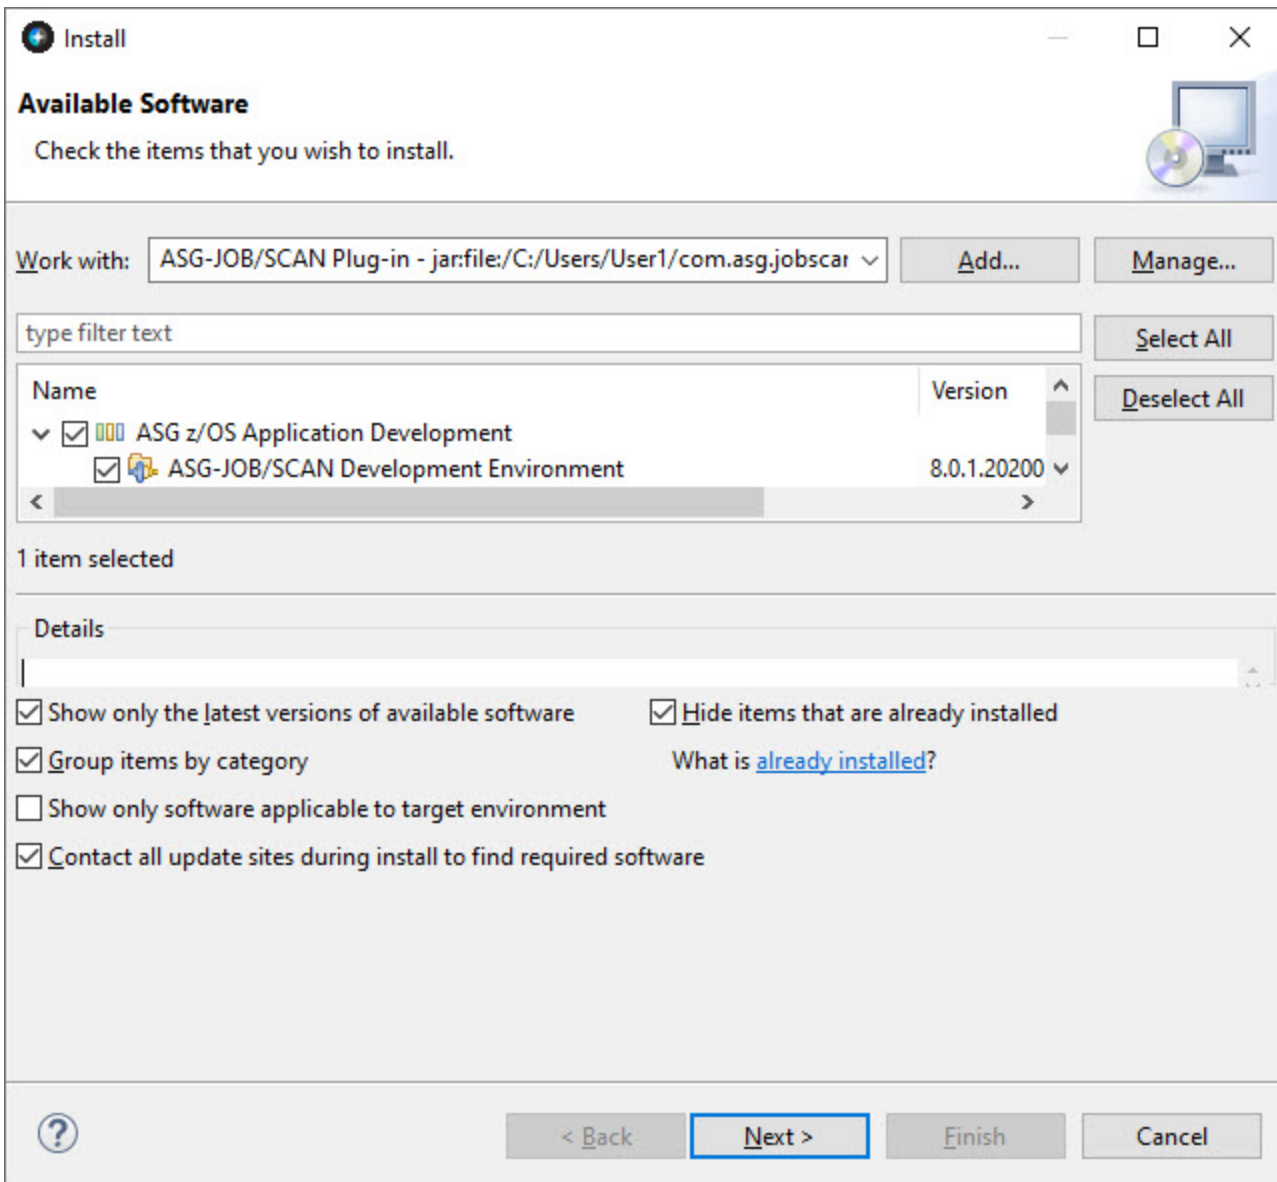 Install
Available Software
Check the items that you wish to install.
Work with: ASG-JOB/SCAN Plug-in - jar:file:/C:/Users/User1/com.asg.jobscar Add... Manage...
type filter text Select All
Name Version Deselect All
ASG z/OS Application Development
ASG-JOB/SCAN Development Environment 8.0.1.20200
1 item selected
Details
Show only the latest versions of available software Hide items that are already installed
Group items by category What is already installed?
Show only software applicable to target environment
Contact all update sites during install to find required software
? < Back Next > Finish Cancel